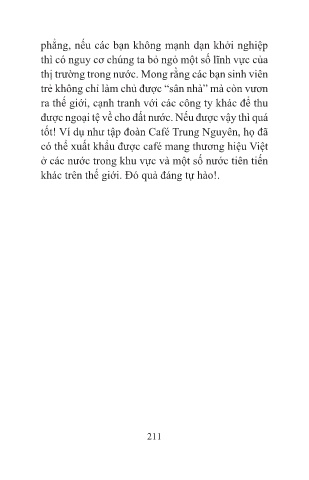 phẳng, nếu các bạn không mạnh dạn khởi nghiệp
thì có nguy cơ chúng ta bỏ ngỏ một số lĩnh vực của
thị trường trong nước. Mong rằng các bạn sinh viên
trẻ không chỉ làm chủ được “sân nhà” mà còn vươn
ra thế giới, cạnh tranh với các công ty khác để thu
được ngoại tệ về cho đất nước. Nếu được vậy thì quá
tốt! Ví dụ như tập đoàn Café Trung Nguyên, họ đã
có thể xuất khẩu được café mang thương hiệu Việt
ở các nước trong khu vực và một số nước tiên tiến
khác trên thế giới. Đó quả đáng tự hào!.
211